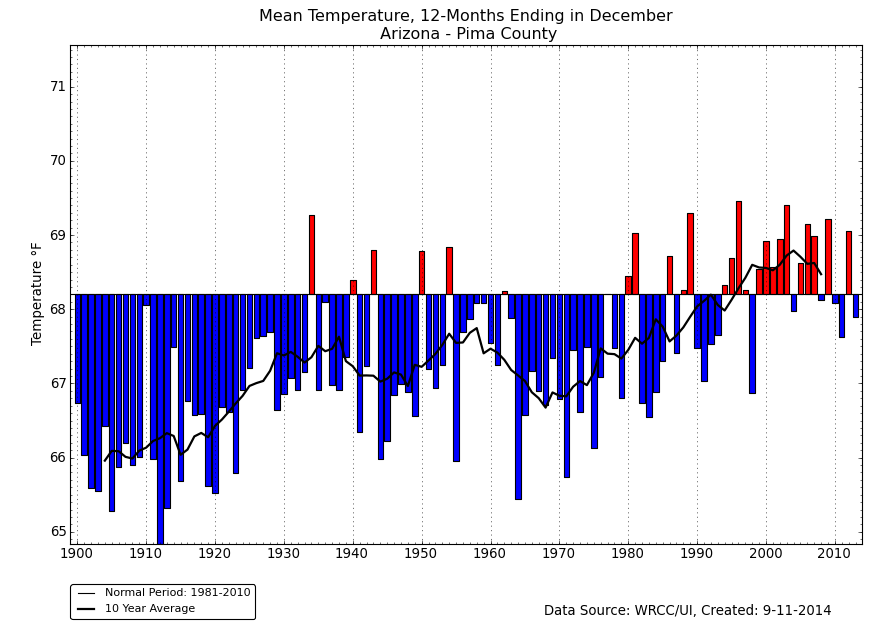 Mean Temperature, 12-Months Ending in December
Arizona - Pima County
Temperature °F
71
70
69
68
67
66
65
1900 1910 1920 1930 1940 1950 1960 1970 1980 1990 2000 2010
Normal Period: 1981-2010
10 Year Average
Data Source: WRCC/UI, Created: 9-11-2014